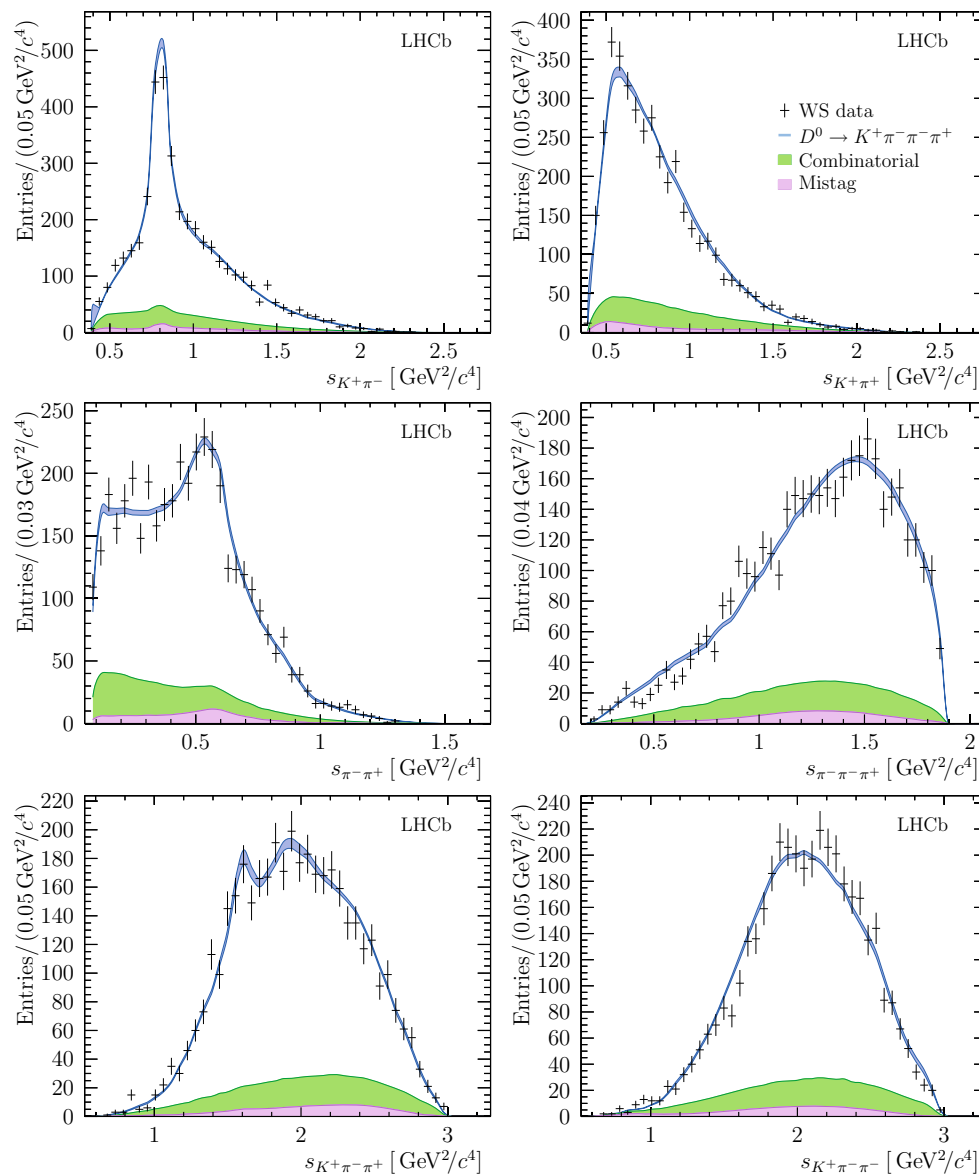 Entries/ (0.05 GeV²/c⁴)
500
400
300
200
100
0
LHCb
0.5 1 1.5 2 2.5
s_{K⁺π⁻} [ GeV²/c⁴]
Entries/ (0.05 GeV²/c⁴)
400
350
300
250
200
150
100
50
0
LHCb
WS data
D⁰ → K⁺π⁻π⁻π⁺
Combinatorial
Mistag
0.5 1 1.5 2 2.5
s_{K⁺π⁺} [ GeV²/c⁴]
Entries/ (0.03 GeV²/c⁴)
250
200
150
100
50
0
LHCb
0.5 1 1.5
s_{π⁻π⁺} [ GeV²/c⁴]
Entries/ (0.04 GeV²/c⁴)
200
180
160
140
120
100
80
60
40
20
0
LHCb
0.5 1 1.5 2
s_{π⁻π⁻π⁺} [ GeV²/c⁴]
Entries/ (0.05 GeV²/c⁴)
220
200
180
160
140
120
100
80
60
40
20
0
LHCb
1 2 3
s_{K⁺π⁻π⁺} [ GeV²/c⁴]
Entries/ (0.05 GeV²/c⁴)
240
220
200
180
160
140
120
100
80
60
40
20
0
LHCb
1 2 3
s_{K⁺π⁻π⁻} [ GeV²/c⁴]